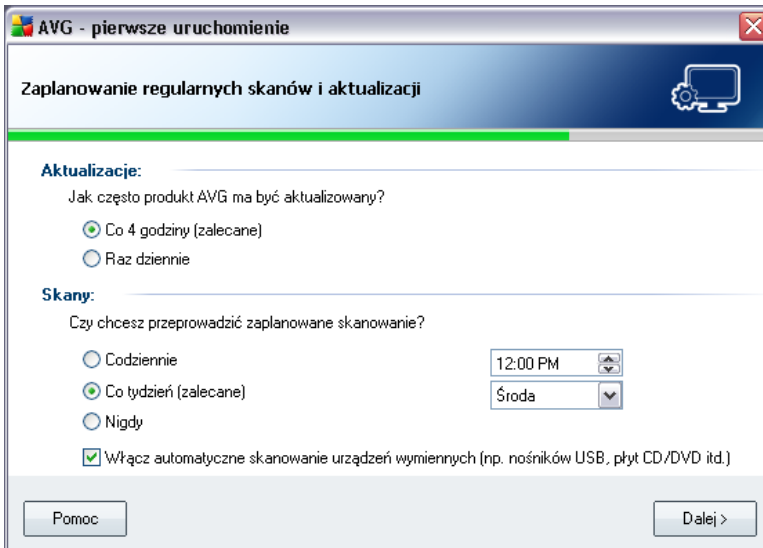 AVG - pierwsze uruchomienie
Zaplanowanie regularnych skanów i aktualizacji
Aktualizacje:
Jak często produkt AVG ma być aktualizowany?
Co 4 godziny (zalecane)
Raz dziennie
Skany:
Czy chcesz przeprowadzić zaplanowane skanowanie?
Codziennie
12:00 PM
Co tydzień (zalecane)
Środa
Nigdy
Włącz automatyczne skanowanie urządzeń wymiennych (np. nośników USB, płyt CD/DVD itd.)
Pomoc
Dalej >